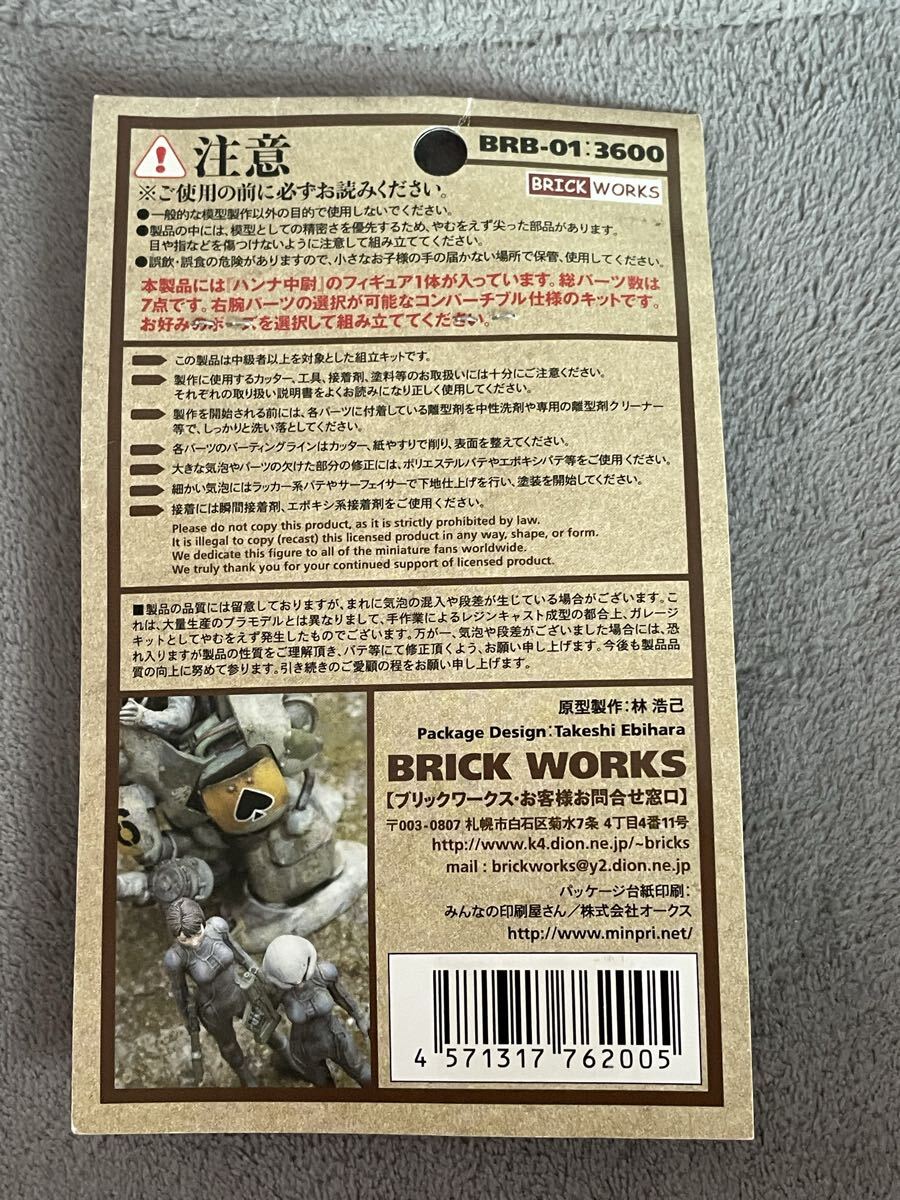 注意
BRB-01:3600
BRICK WORKS
※ご使用の前に必ずお読みください。
●一般的な模型製作以外の目的で使用しないでください。
●製品の中には、模型としての精密さを優先するため、やむをえず尖った部品があります。
目や指などを傷つけないように注意して組み立ててください。
●誤飲・誤食の危険がありますので、小さなお子様の手の届かない場所で保管、使用してください。
本製品には『ハンナ中尉』のフィギュア1体が入っています。総パーツ数は
7点です。右腕パーツの選択が可能なコンバーチブル仕様のキットです。
お好みのポーズを選択して組み立ててください。
この製品は中級者以上を対象とした組立キットです。
製作に使用するカッター、工具、接着剤、塗料等のお取扱いには十分にご注意ください。
それぞれの取り扱い説明書をよくお読みになり正しく使用してください。
製作を開始される前には、各パーツに付着している離型剤を中性洗剤や専用の離型剤クリーナー
等で、しっかりと洗い落としてください。
各パーツのパーティングラインはカッター、紙やすりで削り、表面を整えてください。
大きな気泡やパーツの欠けた部分の修正には、ポリエステルパテやエポキシパテ等をご使用ください。
細かい気泡にはラッカー系パテやサーフェイサーで下地仕上げを行い、塗装を開始してください。
接着には瞬間接着剤、エポキシ系接着剤をご使用ください。
Please do not copy this product, as it is strictly prohibited by law.
It is illegal to copy (recast) this licensed product in any way, shape, or form.
We dedicate this figure to all of the miniature fans worldwide.
We truly thank you for your continued support of licensed product.
■製品の品質には留意しておりますが、まれに気泡の混入や段差が生じている場合がございます。こ
れは、大量生産のプラモデルとは異なりまして、手作業によるレジンキャスト成型の都合上、ガレージ
キットとしてやむをえず発生したものでございます。万が一、気泡や段差がございました場合には、恐
れ入りますが製品の性質をご理解頂き、パテ等にて修正頂くよう、お願い申し上げます。今後も製品品
質の向上に努めて参ります。引き続きのご愛顧の程をお願い申し上げます。
原型製作:林 浩己
Package Design:Takeshi Ebihara
BRICK WORKS
【ブリックワークス・お客様お問合せ窓口】
〒003-0807 札幌市白石区菊水7条 4丁目4番11号
http://www.k4.dion.ne.jp/~bricks
mail : brickworks@y2.dion.ne.jp
パッケージ台紙印刷:
みんなの印刷屋さん/株式会社オークス
http://www.minpri.net/
4 571317 762005